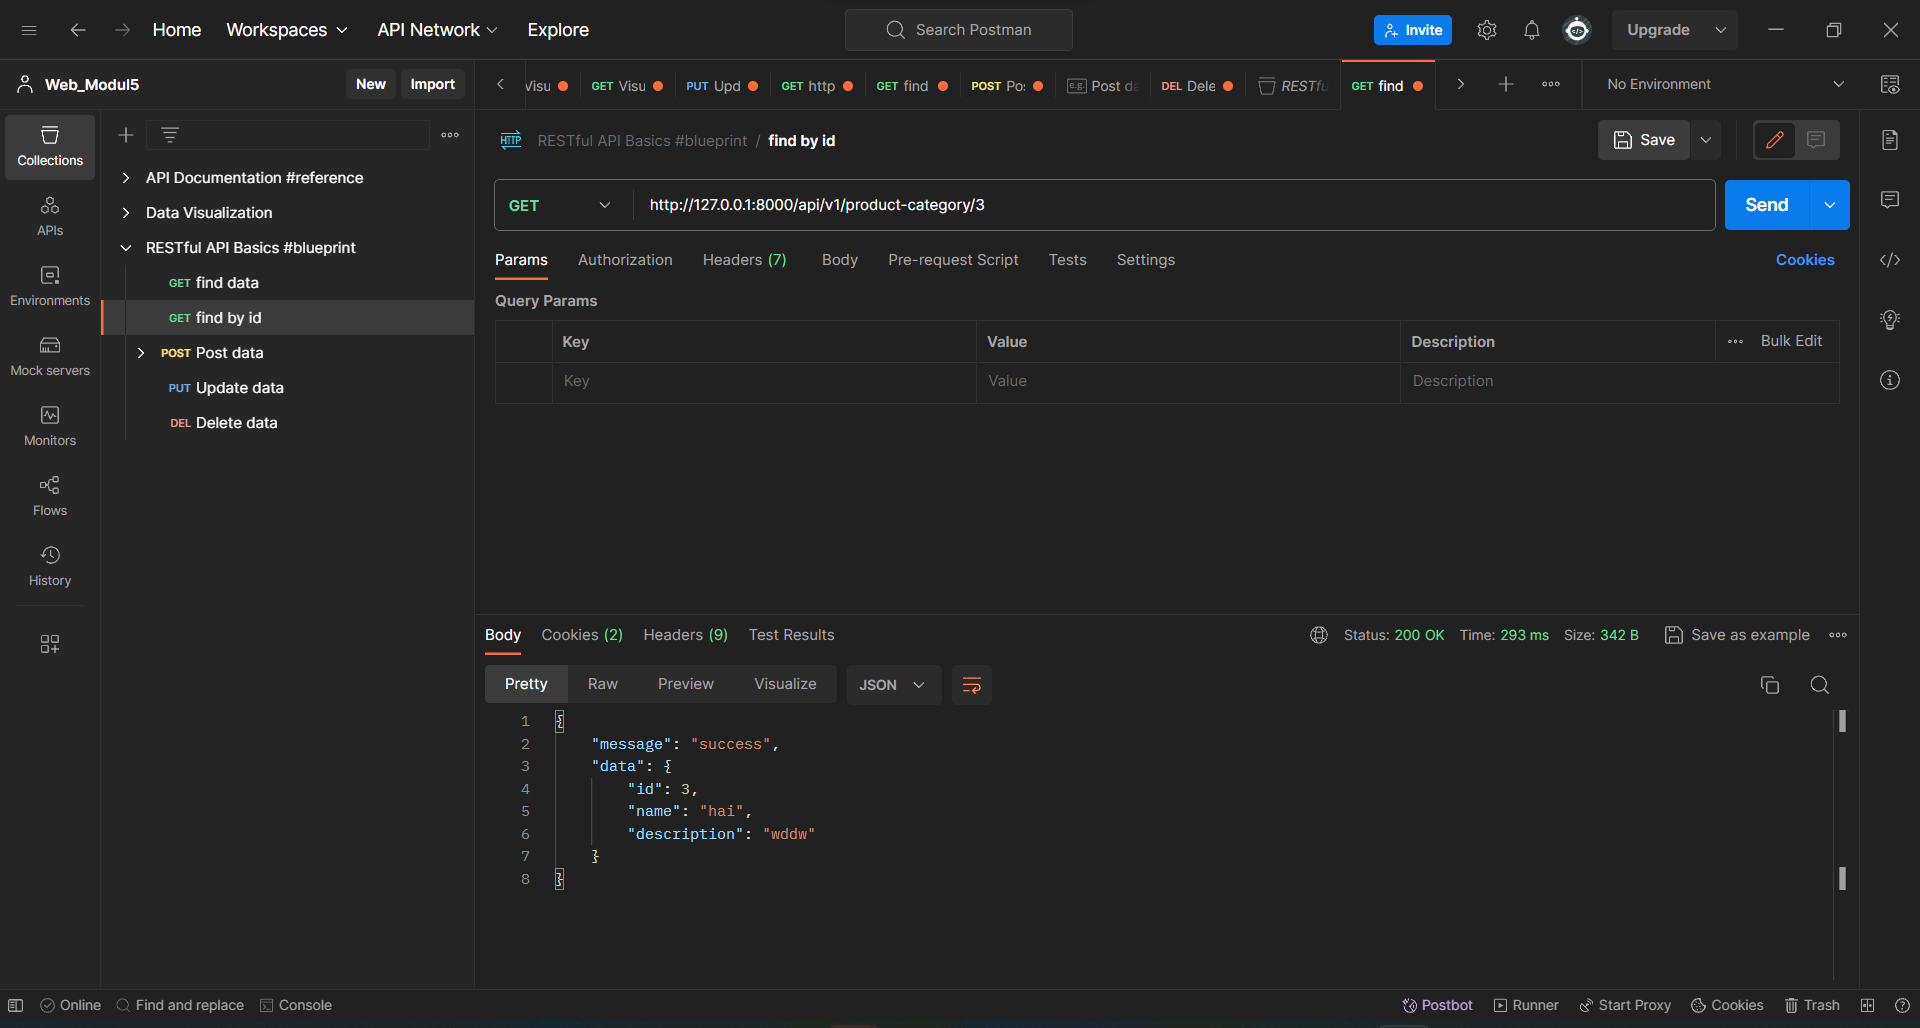 Home Workspaces API Network Explore Search Postman Invite Upgrade
Web_Modul5 New Import
Visu GET Visu PUT Upd GET http GET find POST Pos e.g. Post da DEL Dele RESTfu GET find No Environment
Collections
APIs
Environments
Mock servers
Monitors
Flows
History
API Documentation #reference
Data Visualization
RESTful API Basics #blueprint
GET find data
GET find by id
POST Post data
PUT Update data
DEL Delete data
HTTP RESTful API Basics #blueprint / find by id Save
GET http://127.0.0.1:8000/api/v1/product-category/3 Send
Params Authorization Headers (7) Body Pre-request Script Tests Settings Cookies
Query Params
Key Value Description Bulk Edit
Key Value Description
Body Cookies (2) Headers (9) Test Results Status: 200 OK Time: 293 ms Size: 342 B Save as example
Pretty Raw Preview Visualize JSON
1 {
2 "message": "success",
3 "data": {
4 "id": 3,
5 "name": "hai",
6 "description": "wddw"
7 }
8 }
Online Find and replace Console Postbot Runner Start Proxy Cookies Trash